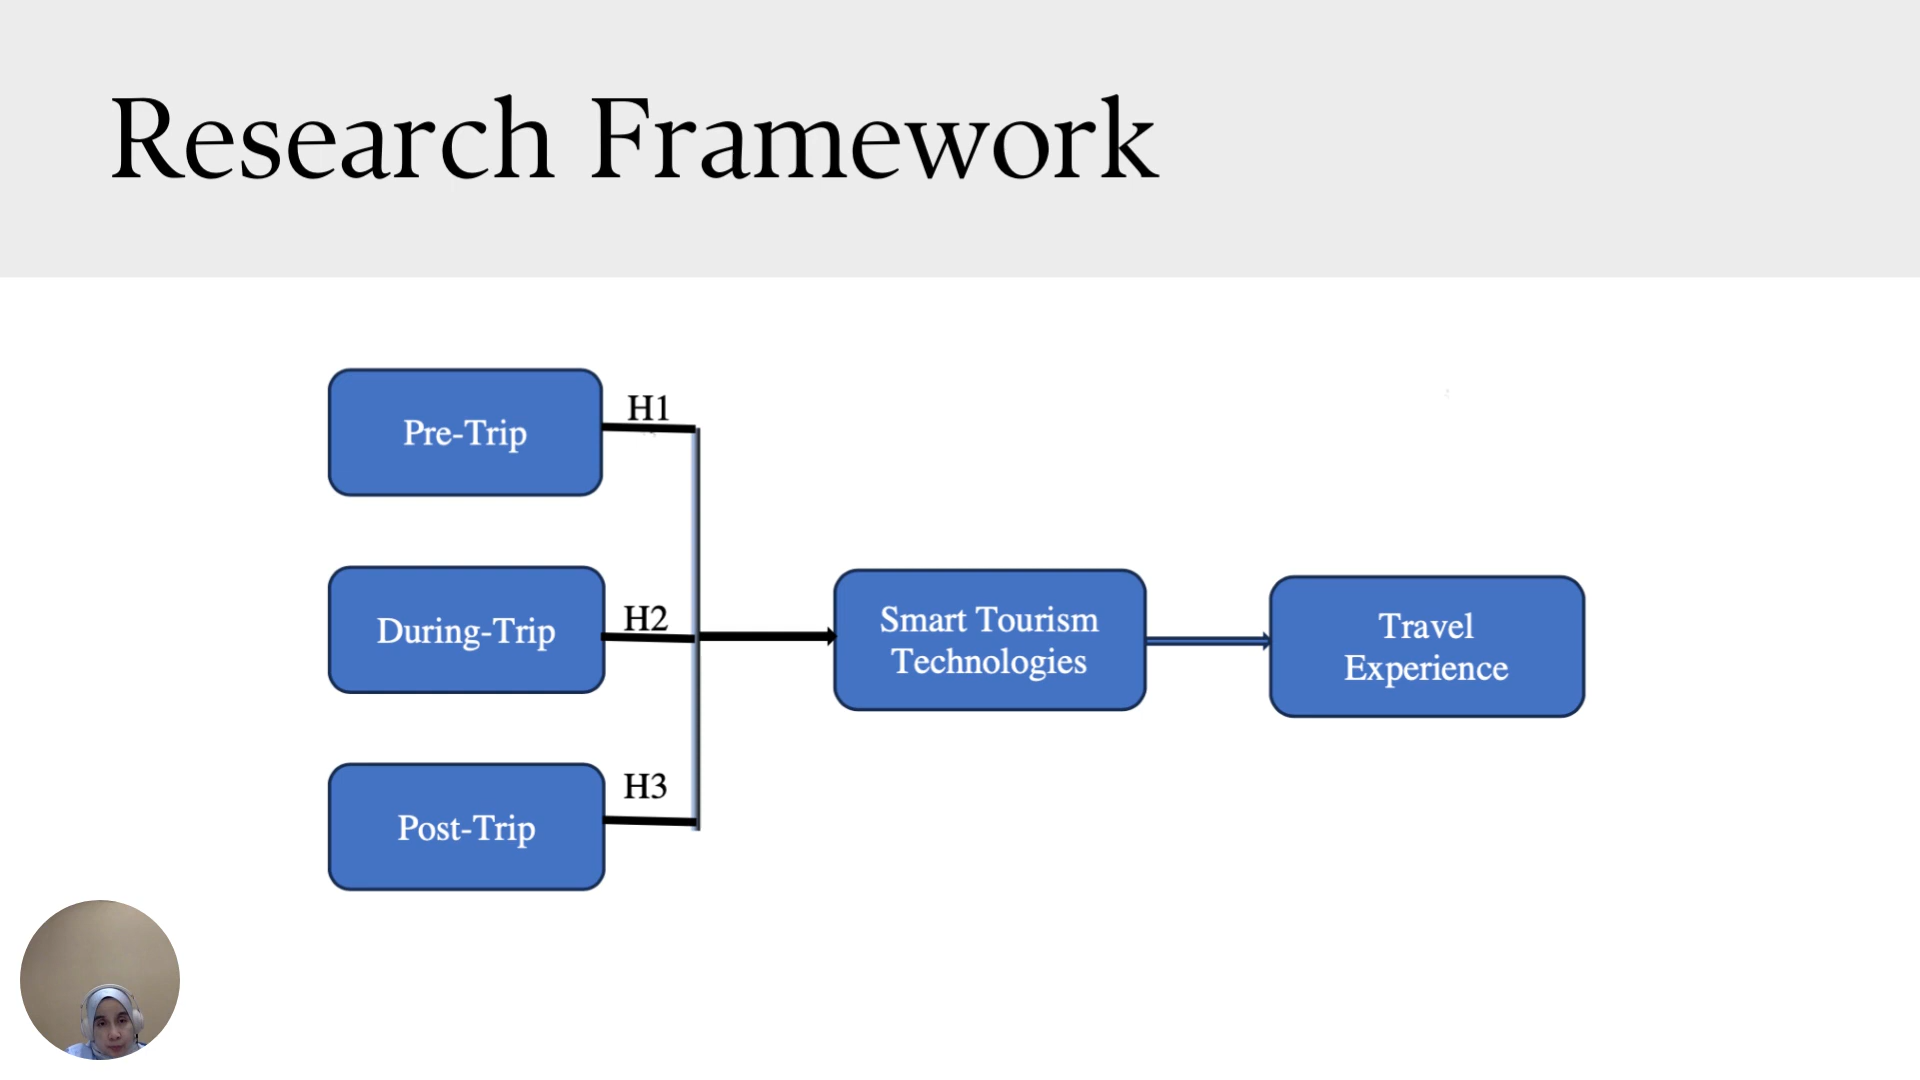 Research Framework
Pre-Trip
H1
During-Trip
H2
Smart Tourism
Technologies
Travel
Experience
Post-Trip
H3